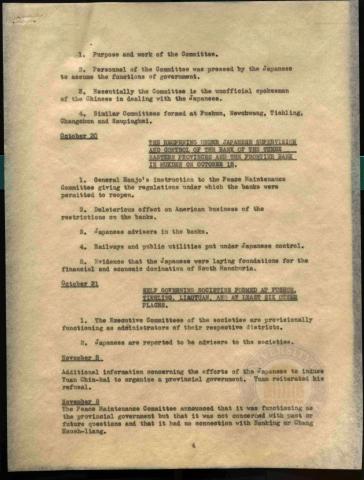 1. Purpose and work of the Committee.
2. Personnel of the Committee was pressed by the Japanese
to assume the functions of government.
3. Essentially the Committee is the unofficial spokesman
of the Chinese in dealing with the Japanese.
4. Similar Committees formed at Fushun, Newchwang, Tiehling,
Changchun and Ssupinghai.
October 20
THE REOPENING UNDER JAPANESE SUPERVISION
AND CONTROL OF THE BANK OF THE THREE
EASTERN PROVINCES AND THE FRONTIER BANK
IN MUKDEN ON OCTOBER 15.
1. General Honjo's instruction to the Peace Maintenance
Committee giving the regulations under which the banks were
permitted to reopen.
2. Deleterious effect on American business of the
restrictions on the banks.
3. Japanese advisers in the banks.
4. Railways and public utilities put under Japanese control.
5. Evidence that the Japanese were laying foundations for the
financial and economic domination of South Manchuria.
October 21
SELF GOVERNING SOCIETIES FORMED AT FUSHUN,
TIEHLING, LIAOYUAN, AND AT LEAST SIX OTHER
PLACES.
1. The Executive Committees of the societies are provisionally
functioning as administrators of their respective districts.
2. Japanese are reported to be advisers to the societies.
November 5
Additional information concerning the efforts of the Japanese to induce
Yuan Chin-kai to organize a provincial government. Yuan reiterated his
refusal.
November 8
The Peace Maintenance Committee announced that it was functioning as
the provincial government but that it was not concerned with past or
future questions and that it had no connection with Nanking or Chang
Hsueh-liang.
4